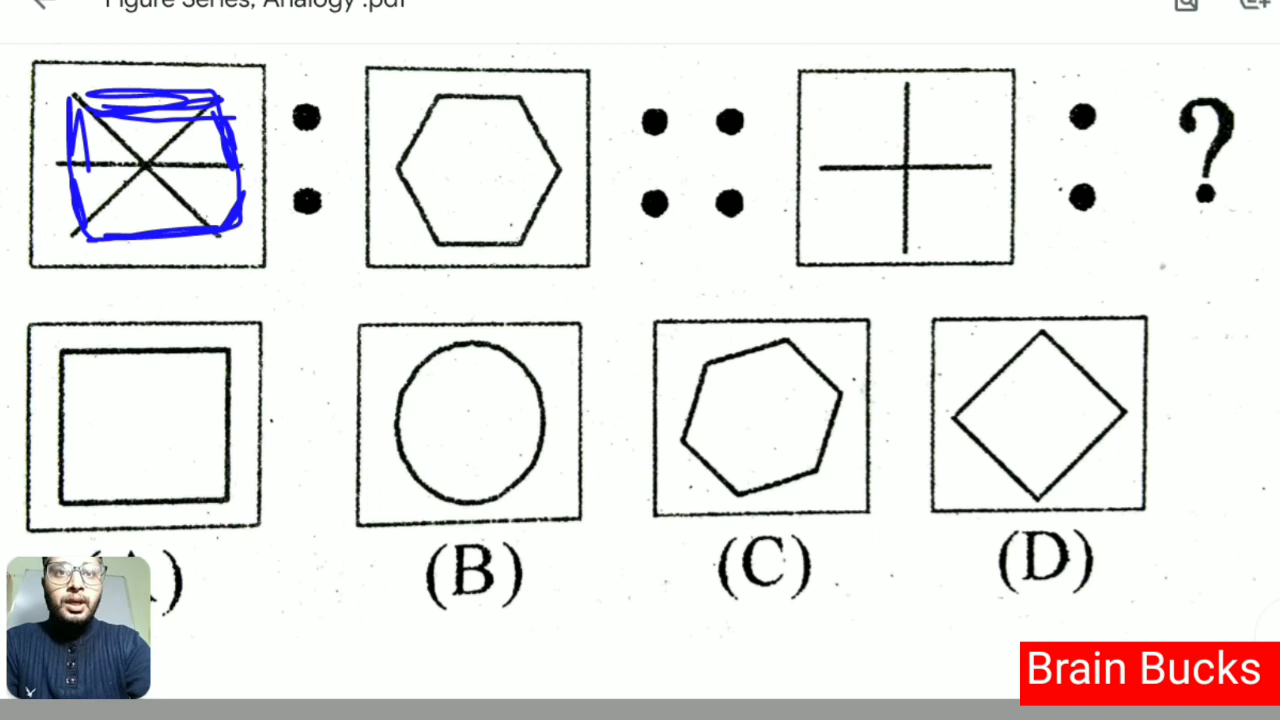 Figure Series, Analogy .pdf
?
(B)
(C)
(D)
Brain Bucks